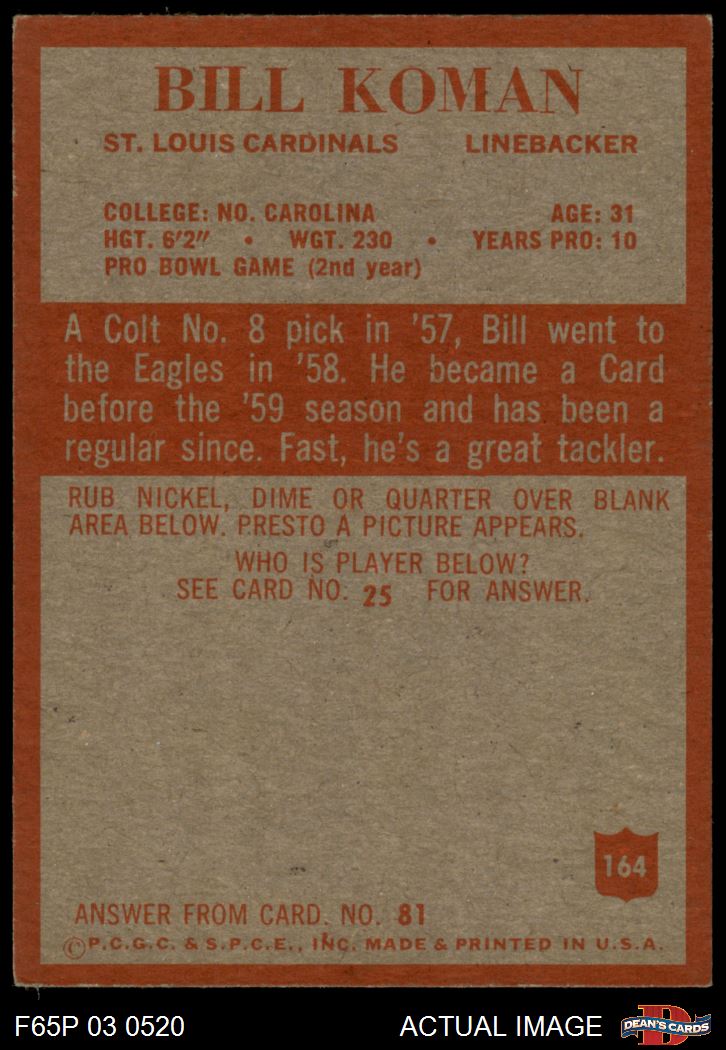 BILL KOMAN
ST. LOUIS CARDINALS LINEBACKER
COLLEGE: NO. CAROLINA AGE: 31
HGT. 6'2" • WGT. 230 • YEARS PRO: 10
PRO BOWL GAME (2nd year)
A Colt No. 8 pick in '57, Bill went to
the Eagles in '58. He became a Card
before the '59 season and has been a
regular since. Fast, he's a great tackler.
RUB NICKEL, DIME OR QUARTER OVER BLANK
AREA BELOW. PRESTO A PICTURE APPEARS.
WHO IS PLAYER BELOW?
SEE CARD NO. 25 FOR ANSWER.
164
ANSWER FROM CARD. NO. 81
©P.C.G.C. & S.P.C.E., INC. MADE & PRINTED IN U.S.A.
F65P 03 0520 ACTUAL IMAGE
D
DEAN'S CARDS